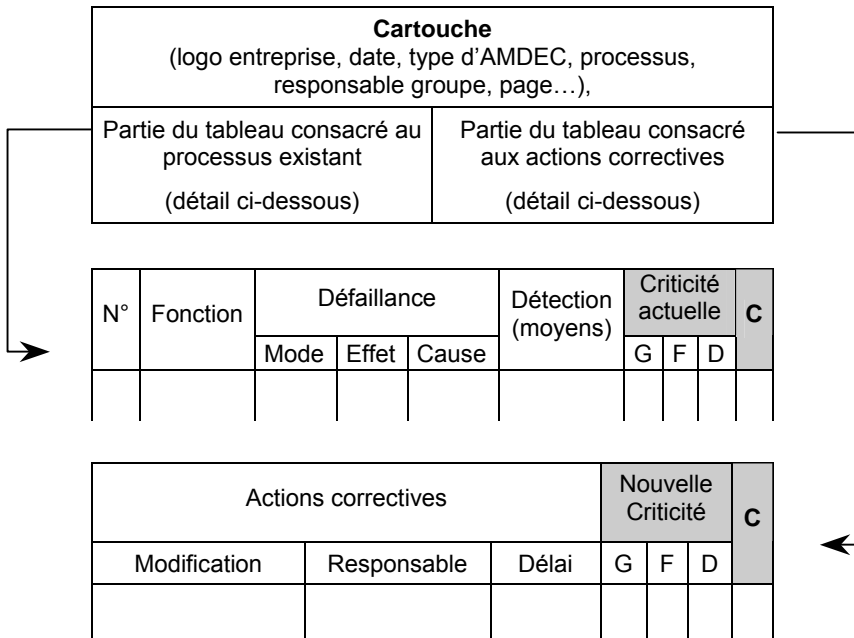 Cartouche
(logo entreprise, date, type d’AMDEC, processus,
responsable groupe, page…),
Partie du tableau consacré au
processus existant
(détail ci-dessous)
Partie du tableau consacré
aux actions correctives
(détail ci-dessous)
N° Fonction Défaillance Détection
(moyens) Criticité
actuelle C
Mode Effet Cause G F D
Actions correctives Nouvelle
Criticité C
Modification Responsable Délai G F D